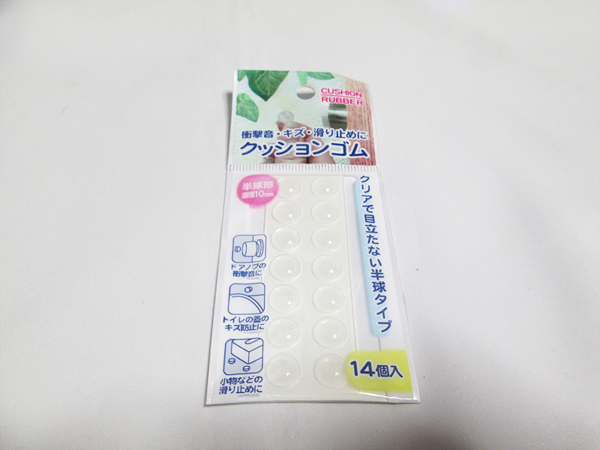 CUSHION
RUBBER
衝撃音・キズ・滑り止めに
クッションゴム
半球形
直径10mm
クリアで目立たない半球タイプ
ドアノブの
衝撃音に
トイレの蓋の
キズ防止に
小物などの
滑り止めに
14個入